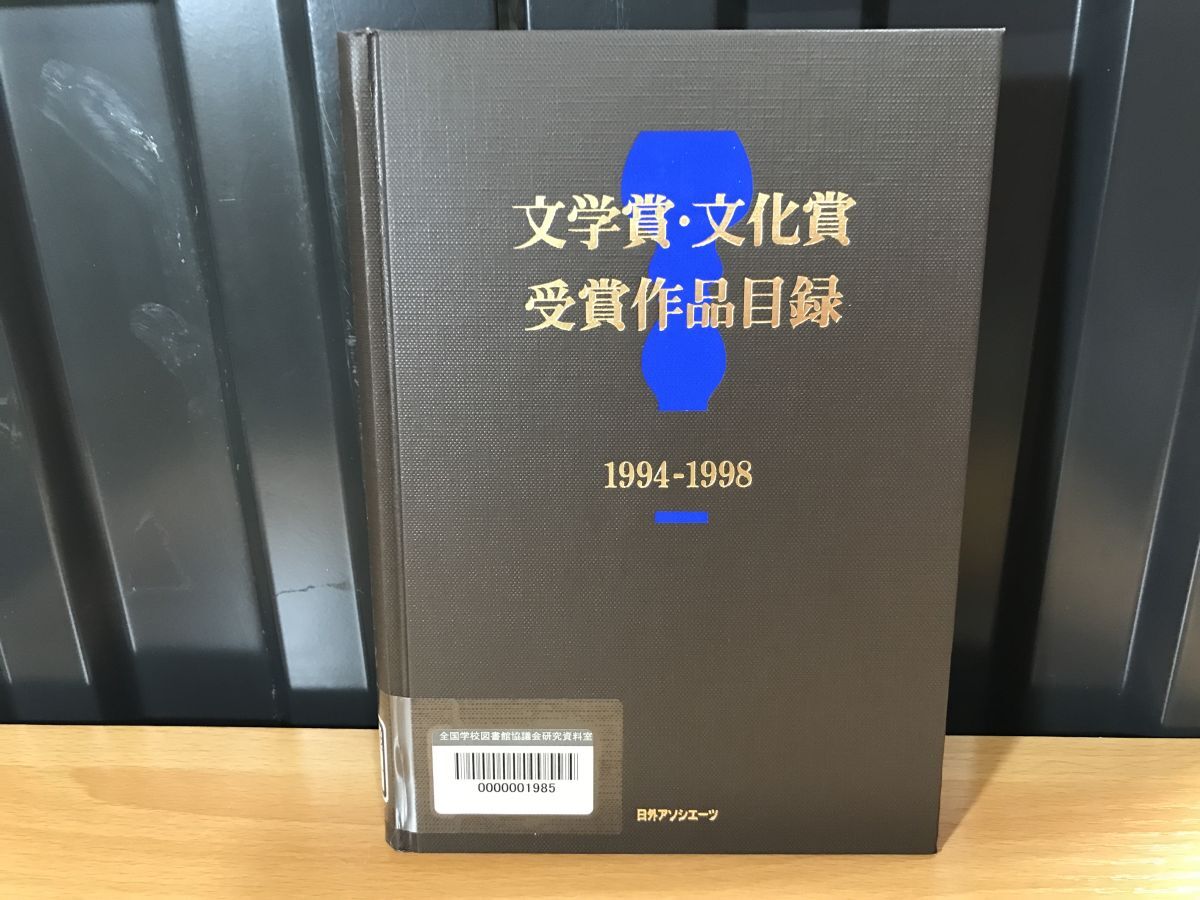 文学賞・文化賞
受賞作品目録
1994-1998
全国学校図書館協議会研究資料室
0000001985
日外アソシエーツ